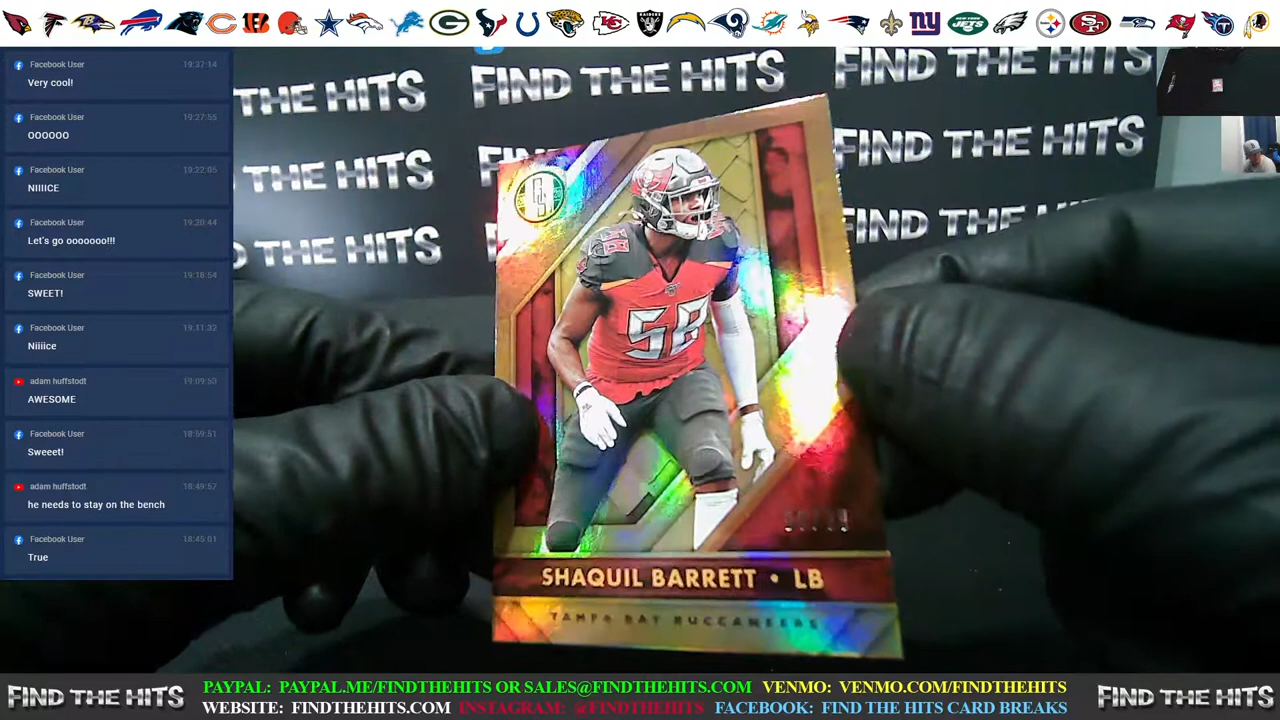 Facebook User 19:37:14
Very cool!
Facebook User 19:27:55
OOOOOO
Facebook User 19:22:05
NIIIICE
Facebook User 19:20:44
Let's go ooooooo!!!
Facebook User 19:18:54
SWEET!
Facebook User 19:11:32
Niiiice
adam huffstodt 19:09:50
AWESOME
Facebook User 18:59:51
Sweeet!
adam huffstodt 18:49:57
he needs to stay on the bench
Facebook User 18:45:01
True
THE HITS
FIND THE HITS
FIND THE HITS
THE HITS
FIND THE HITS
THE HITS
FIND THE
58
58
SHAQUIL BARRETT • LB
TAMPA BAY BUCCANEERS
FIND THE HITS
PAYPAL: PAYPAL.ME/FINDTHEHITS OR SALES@FINDTHEHITS.COM VENMO: VENMO.COM/FINDTHEHITS
WEBSITE: FINDTHEHITS.COM INSTAGRAM: @FINDTHEHITS FACEBOOK: FIND THE HITS CARD BREAKS
FIND THE HITS